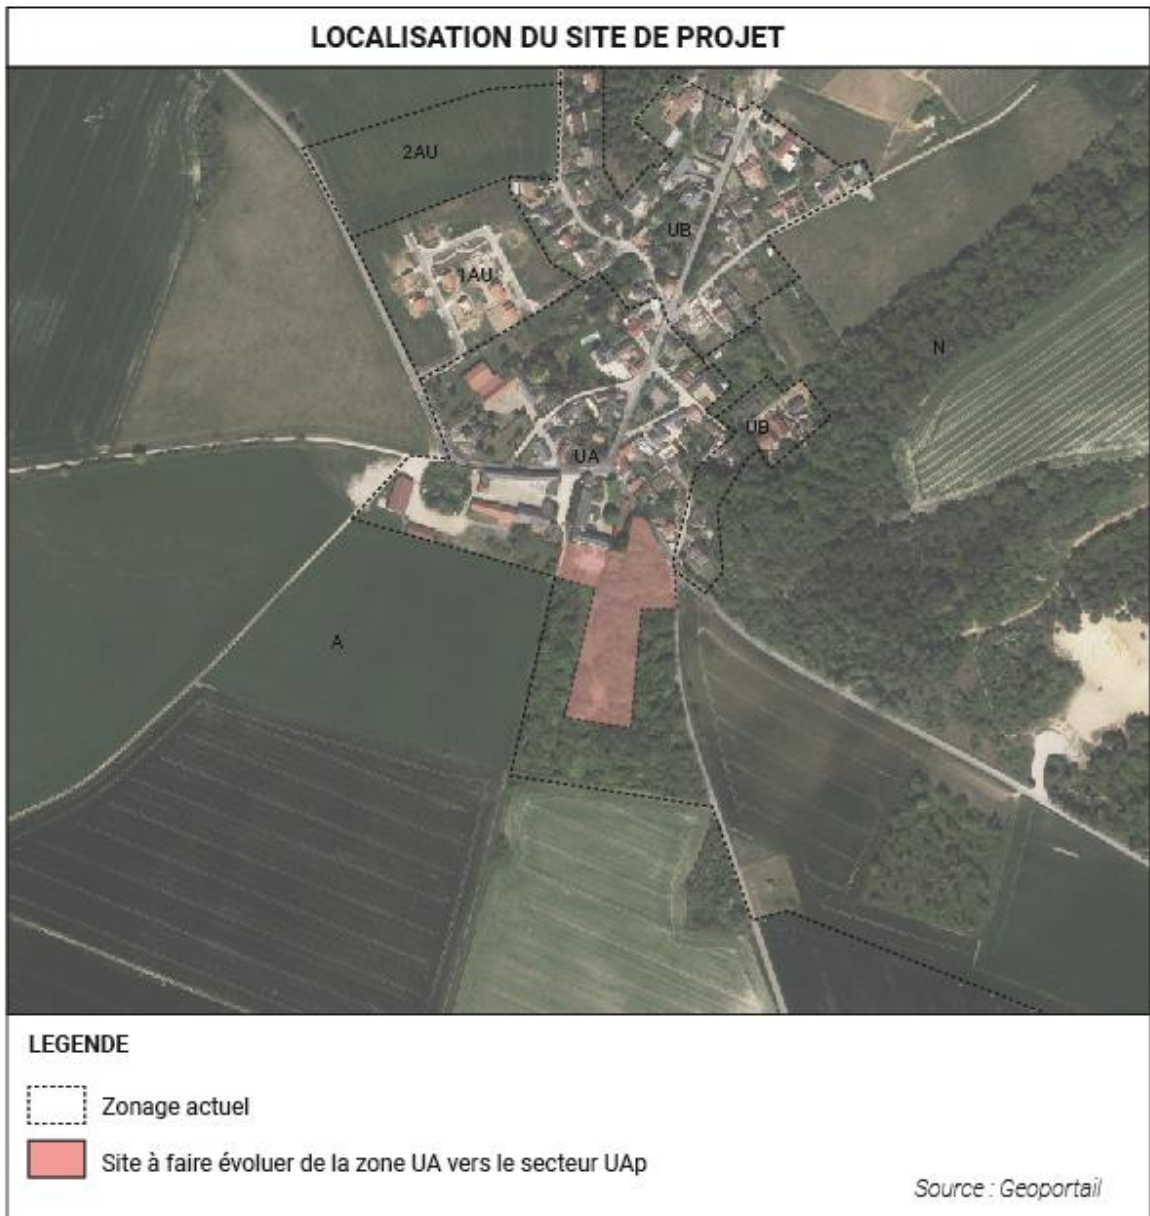 LOCALISATION DU SITE DE PROJET
2AU
UB
1AU
N
UB
UA
A
LEGENDE
Zonage actuel
Site à faire évoluer de la zone UA vers le secteur UAp
Source : Geoportail